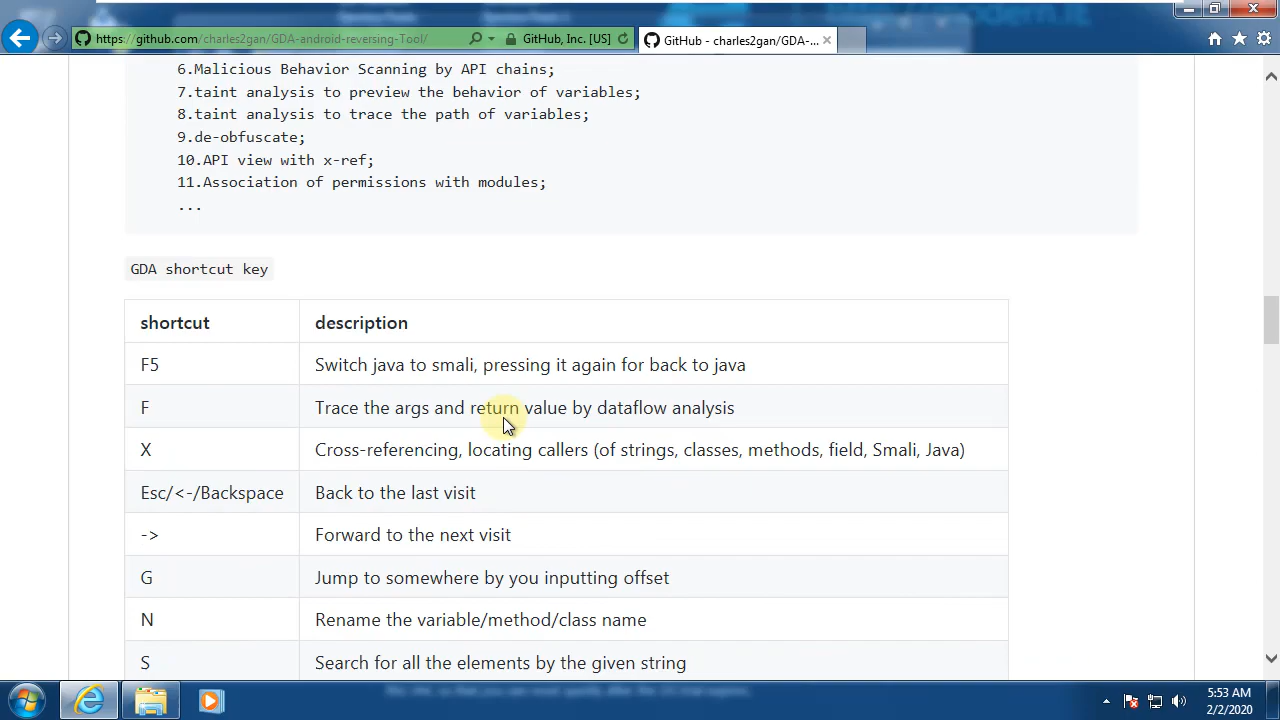 https://github.com/charles2gan/GDA-android-reversing-Tool/
GitHub, Inc. [US]
GitHub - charles2gan/GDA-...
6.Malicious Behavior Scanning by API chains;
7.taint analysis to preview the behavior of variables;
8.taint analysis to trace the path of variables;
9.de-obfuscate;
10.API view with x-ref;
11.Association of permissions with modules;
...
GDA shortcut key
shortcut description
F5 Switch java to smali, pressing it again for back to java
F Trace the args and return value by dataflow analysis
X Cross-referencing, locating callers (of strings, classes, methods, field, Smali, Java)
Esc/<-/Backspace Back to the last visit
-> Forward to the next visit
G Jump to somewhere by you inputting offset
N Rename the variable/method/class name
S Search for all the elements by the given string
5:53 AM
2/2/2020